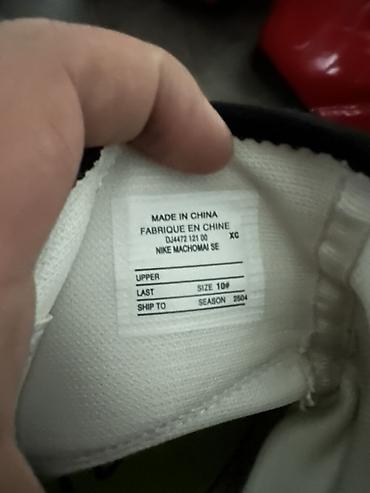 MADE IN CHINA
FABRIQUE EN CHINE
DJ4472 121 00 XC
NIKE MACHOMAI SE
UPPER
LAST SIZE 10#
SHIP TO SEASON 2504